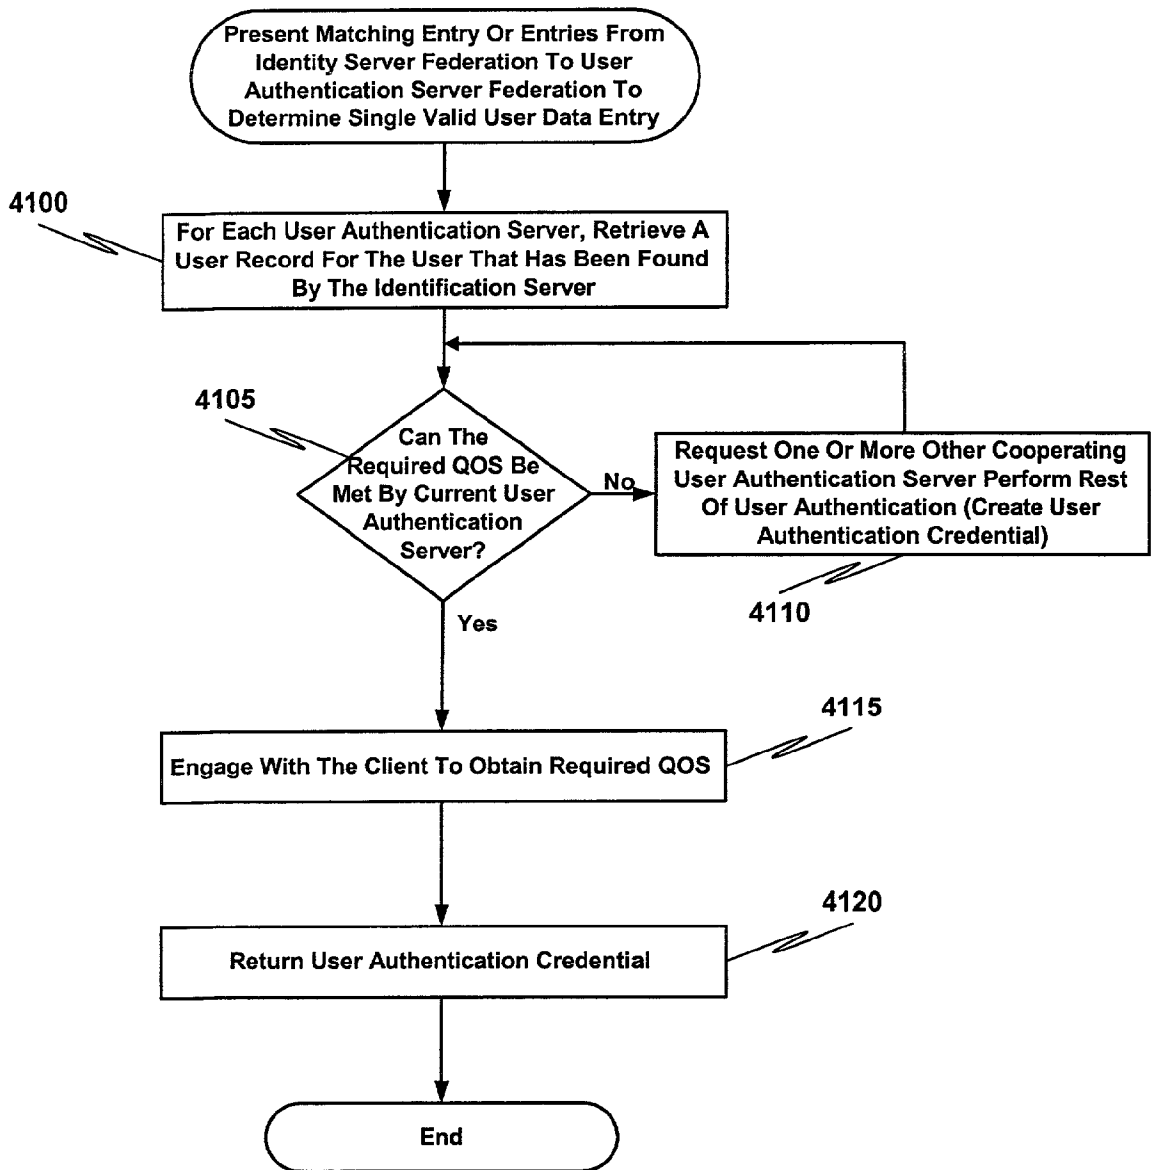 Present Matching Entry Or Entries From
Identity Server Federation To User
Authentication Server Federation To
Determine Single Valid User Data Entry
4100
For Each User Authentication Server, Retrieve A
User Record For The User That Has Been Found
By The Identification Server
4105
Can The
Required QOS Be
Met By Current User
Authentication
Server?
No
Request One Or More Other Cooperating
User Authentication Server Perform Rest
Of User Authentication (Create User
Authentication Credential)
4110
Yes
4115
Engage With The Client To Obtain Required QOS
4120
Return User Authentication Credential
End